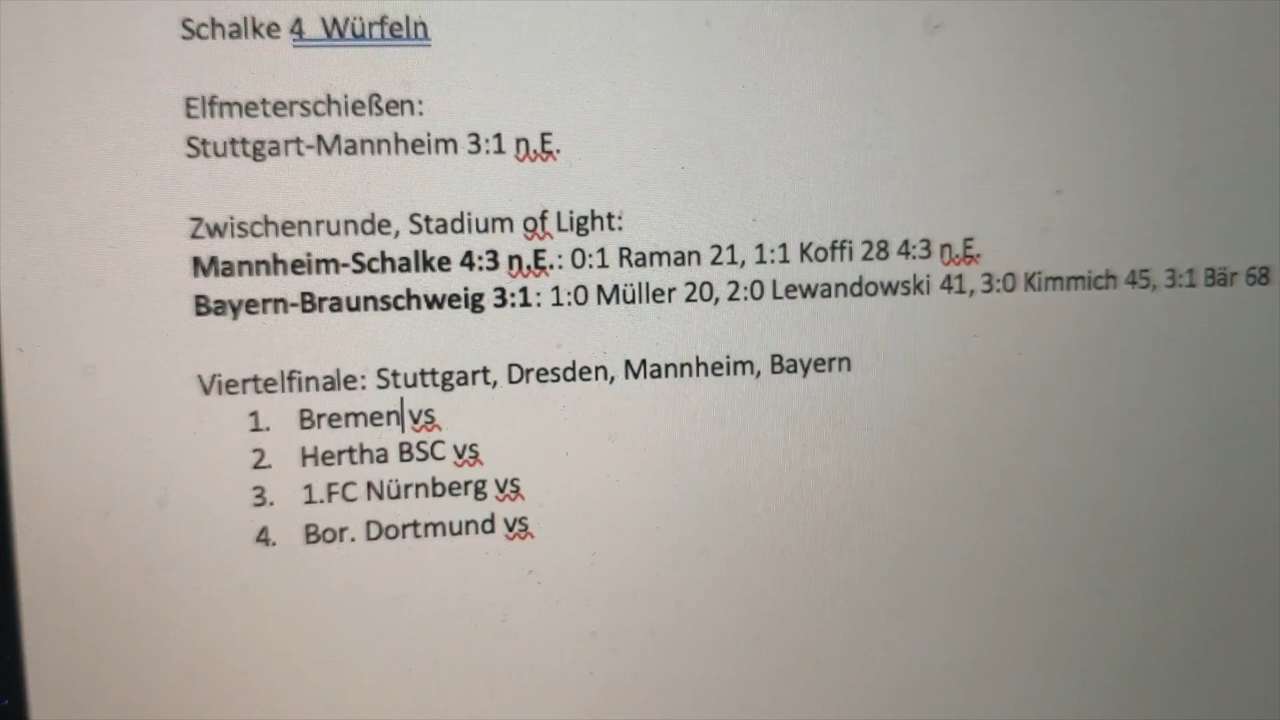 Schalke 4 Würfeln
Elfmeterschießen:
Stuttgart-Mannheim 3:1 n.E.
Zwischenrunde, Stadium of Light:
Mannheim-Schalke 4:3 n.E.: 0:1 Raman 21, 1:1 Koffi 28 4:3 n.E.
Bayern-Braunschweig 3:1: 1:0 Müller 20, 2:0 Lewandowski 41, 3:0 Kimmich 45, 3:1 Bär 68
Viertelfinale: Stuttgart, Dresden, Mannheim, Bayern
1. Bremen vs
2. Hertha BSC vs
3. 1.FC Nürnberg vs
4. Bor. Dortmund vs